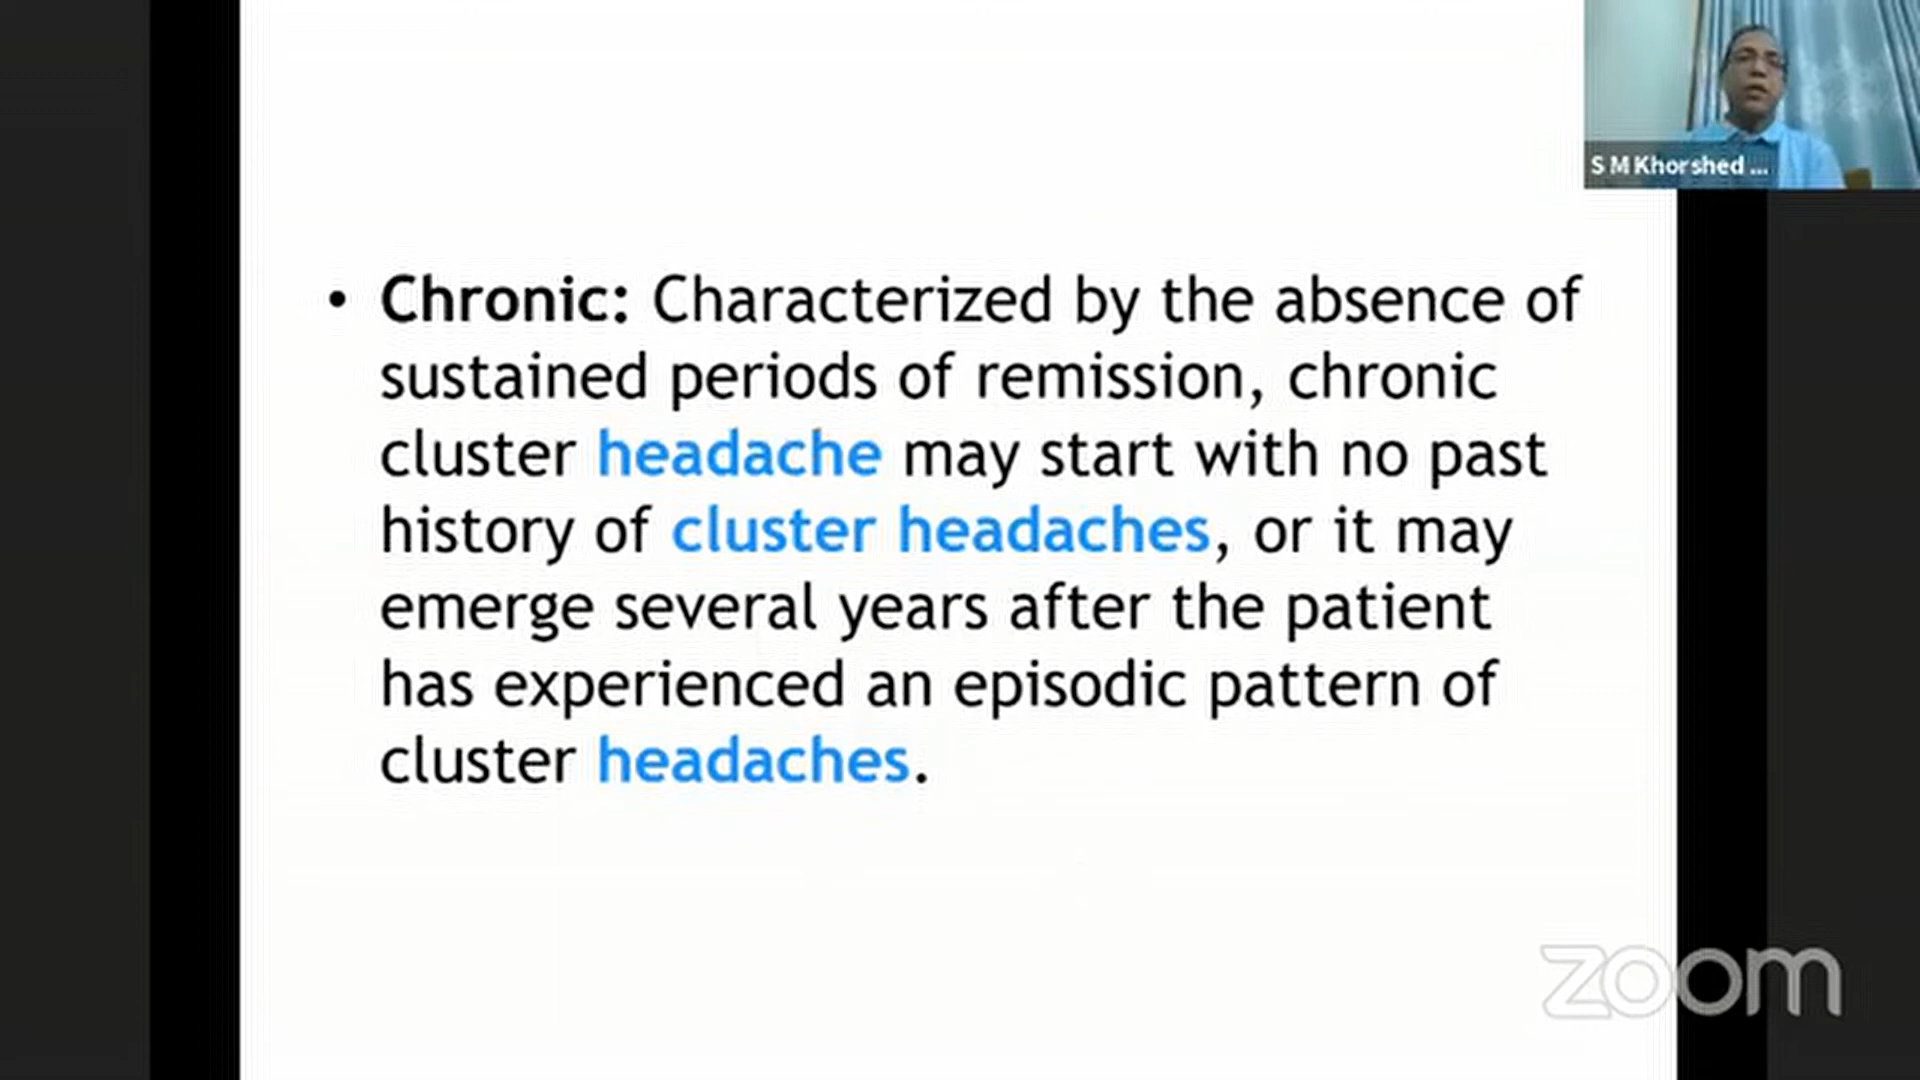 S M Khorshed ...
• Chronic: Characterized by the absence of
sustained periods of remission, chronic
cluster headache may start with no past
history of cluster headaches, or it may
emerge several years after the patient
has experienced an episodic pattern of
cluster headaches.
zoom